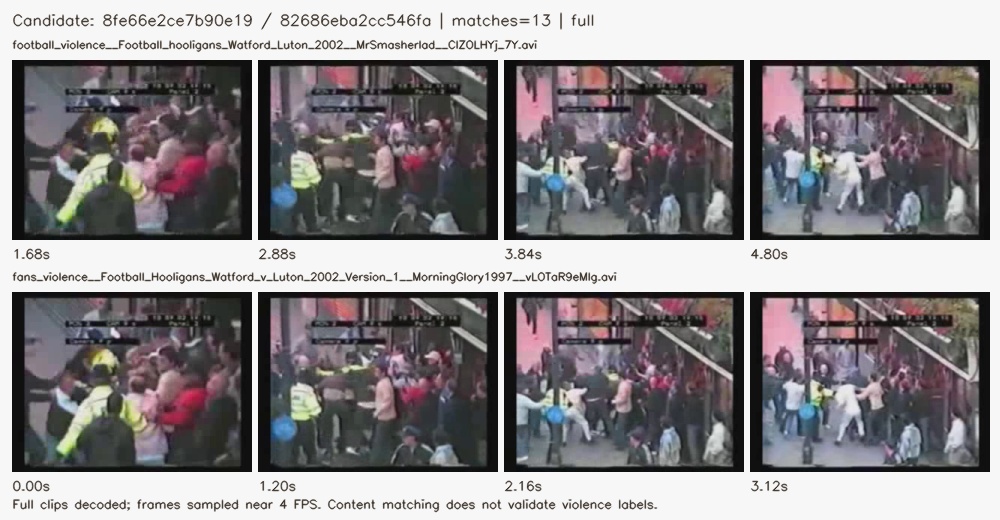 Candidate: 8fe66e2ce7b90e19 / 82686eba2cc546fa | matches=13 | full
football_violence__Football_hooligans_Watford_Luton_2002__MrSmasherlad__CIZOLHYj_7Y.avi
1.68s
2.88s
3.84s
4.80s
fans_violence__Football_Hooligans_Watford_v_Luton_2002_Version_1__MorningGlory1997__vLOTaR9eMIg.avi
0.00s
1.20s
2.16s
3.12s
Full clips decoded; frames sampled near 4 FPS. Content matching does not validate violence labels.